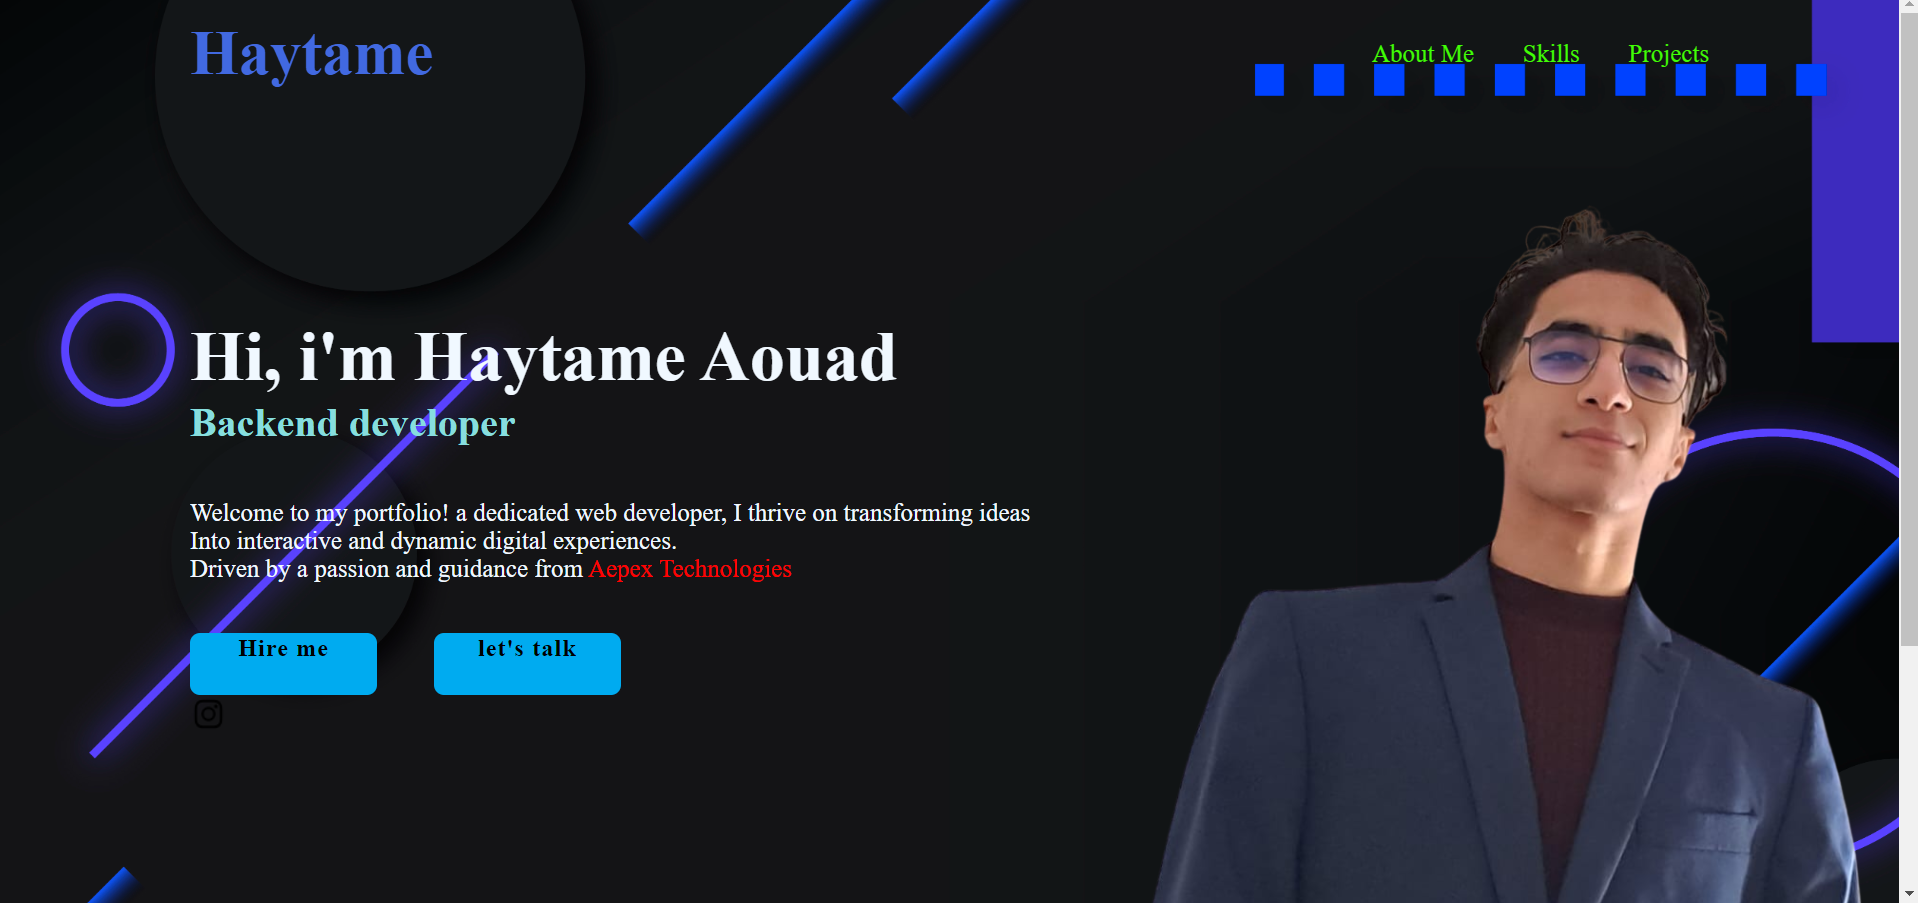 Haytame
About Me Skills Projects
Hi, i'm Haytame Aouad
Backend developer
Welcome to my portfolio! a dedicated web developer, I thrive on transforming ideas
Into interactive and dynamic digital experiences.
Driven by a passion and guidance from Aepex Technologies
Hire me let's talk